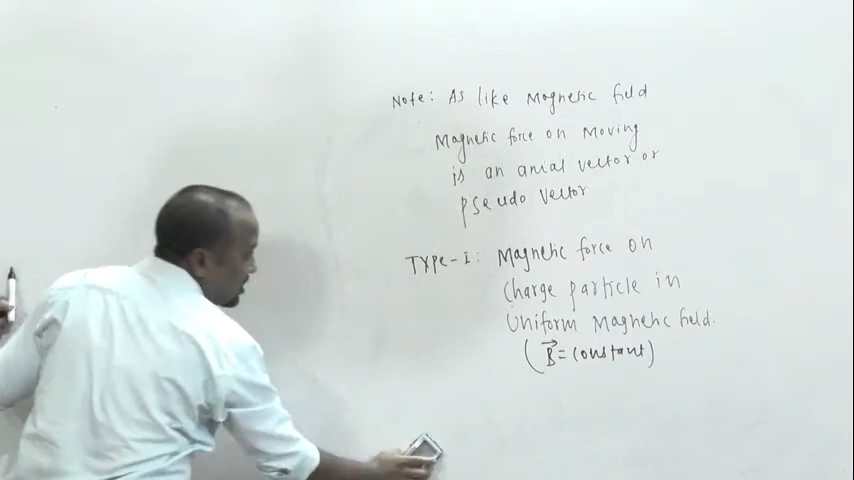 Note: As like Magnetic field
Magnetic force on Moving
is an axial vector or
pseudo vector
TYPE-I: Magnetic force on
charge particle in
Uniform Magnetic field.
(B⃗ = constant)